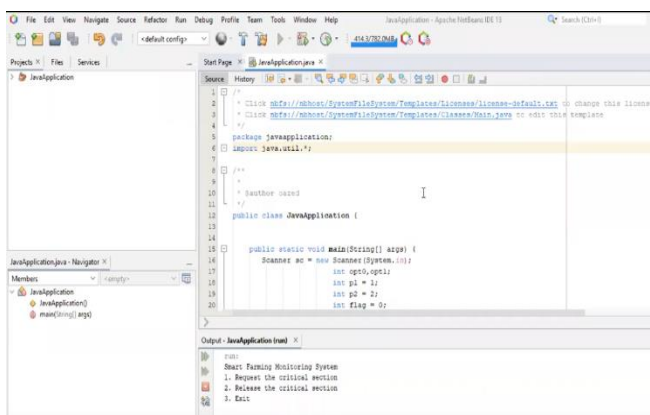 File Edit View Navigate Source Refactor Run Debug Profile Team Tools Window Help
JavaApplication - Apache NetBeans IDE 13
Search (Ctrl+I)
<default config>
414.3/782.0MB
Projects × Files Services
JavaApplication
Start Page × JavaApplication.java ×
Source History
1 /*
2 * Click nbfs://nbhost/SystemFileSystem/Templates/Licenses/license-default.txt to change this license
3 * Click nbfs://nbhost/SystemFileSystem/Templates/Classes/Main.java to edit this template
4 */
5 package javaapplication;
6 import java.util.*;
7
8 /**
9 *
10 * @author
11 */
12 public class JavaApplication {
13
14
15 public static void main(String[] args) {
16 Scanner sc = new Scanner(System.in);
17 int opt0,opt1;
18 int p1 = 1;
19 int p2 = 2;
20 int flag = 0;
JavaApplication.java - Navigator ×
Members <empty>
JavaApplication
JavaApplication()
main(String[] args)
Output - JavaApplication (run) ×
run:
Smart Farming Monitoring System
1. Request the critical section
2. Release the critical section
3. Exit